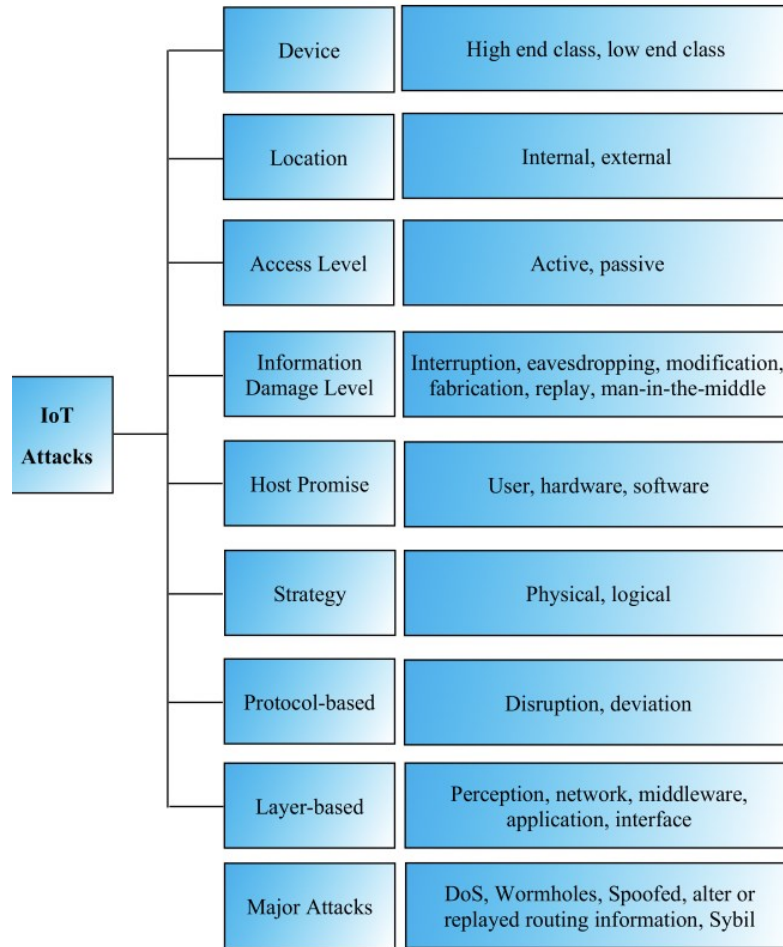 Device
High end class, low end class
Location
Internal, external
Access Level
Active, passive
Information
Damage Level
Interruption, eavesdropping, modification,
fabrication, replay, man-in-the-middle
IoT
Attacks
Host Promise
User, hardware, software
Strategy
Physical, logical
Protocol-based
Disruption, deviation
Layer-based
Perception, network, middleware,
application, interface
Major Attacks
DoS, Wormholes, Spoofed, alter or
replayed routing information, Sybil